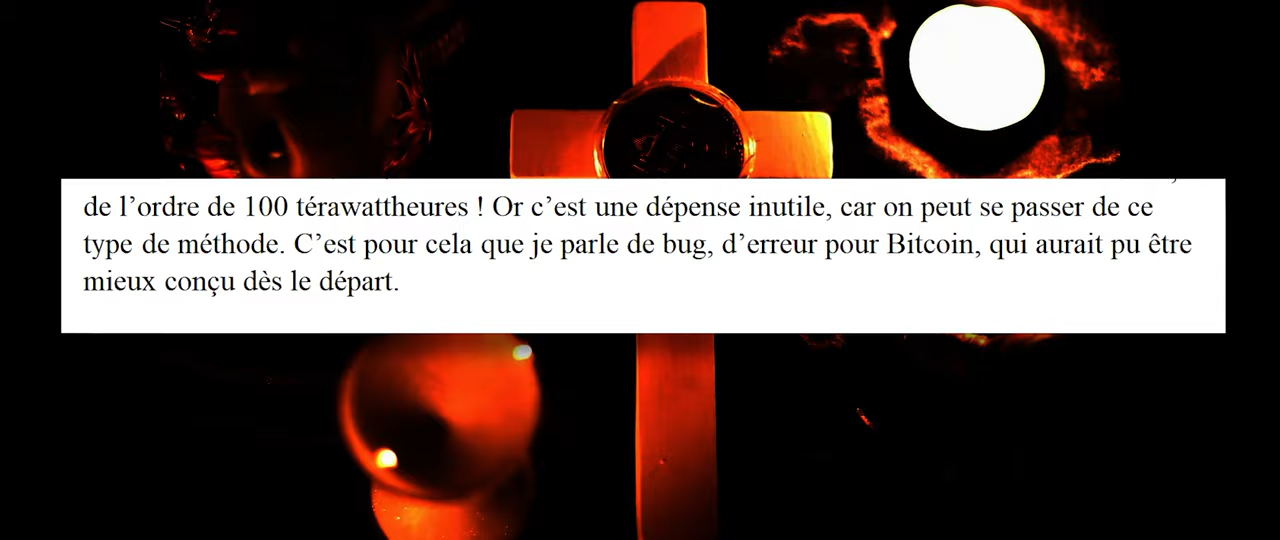 de l’ordre de 100 térawattheures ! Or c’est une dépense inutile, car on peut se passer de ce
type de méthode. C’est pour cela que je parle de bug, d’erreur pour Bitcoin, qui aurait pu être
mieux conçu dès le départ.